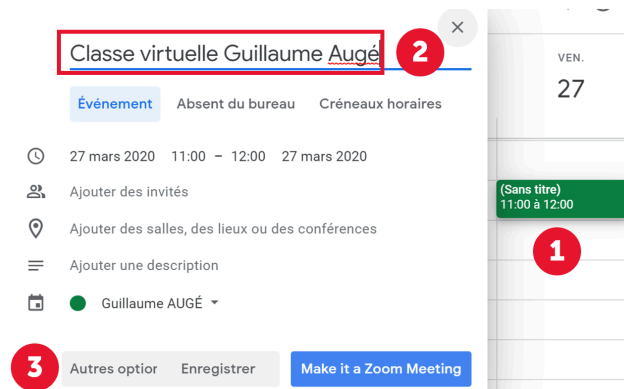 Classe virtuelle Guillaume Augé
2
Événement Absent du bureau Créneaux horaires
27 mars 2020 11:00 – 12:00 27 mars 2020
Ajouter des invités
Ajouter des salles, des lieux ou des conférences
Ajouter une description
Guillaume AUGÉ
3
Autres optior Enregistrer Make it a Zoom Meeting
VEN.
27
(Sans titre)
11:00 à 12:00
1